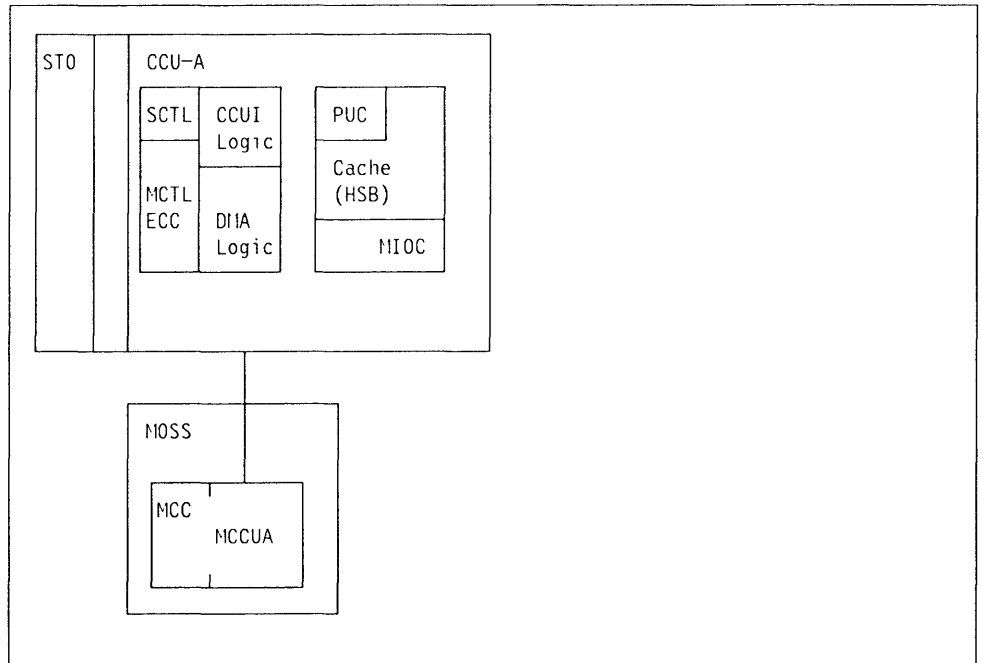 STO
CCU-A
SCTL
CCUI
Logic
MCTL
ECC
DMA
Logic
PUC
Cache
(HSB)
MIOC
MOSS
MCC
MCCUA